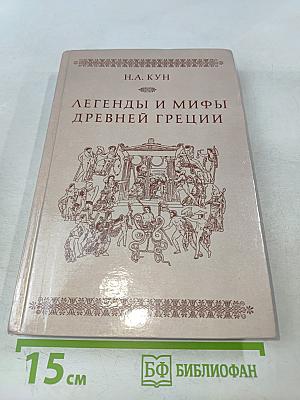 Н.А. КУН
ЛЕГЕНДЫ И МИФЫ
ДРЕВНЕЙ ГРЕЦИИ
15 см
БФ БИБЛИОФАН